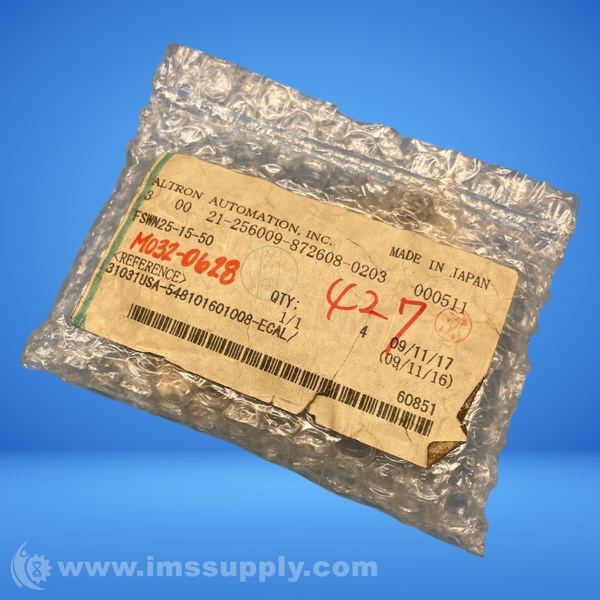 ALTRON AUTOMATION, INC.
MADE IN JAPAN
3 00 21-256009-872608-0203 000511
FSWN25-15-50
M032-0628
427
<REFERENCE> QTY:
31031USA-548101601008-ECAL/ 1/1 4 09/11/17
(09/11/16)
60851
www.imssupply.com